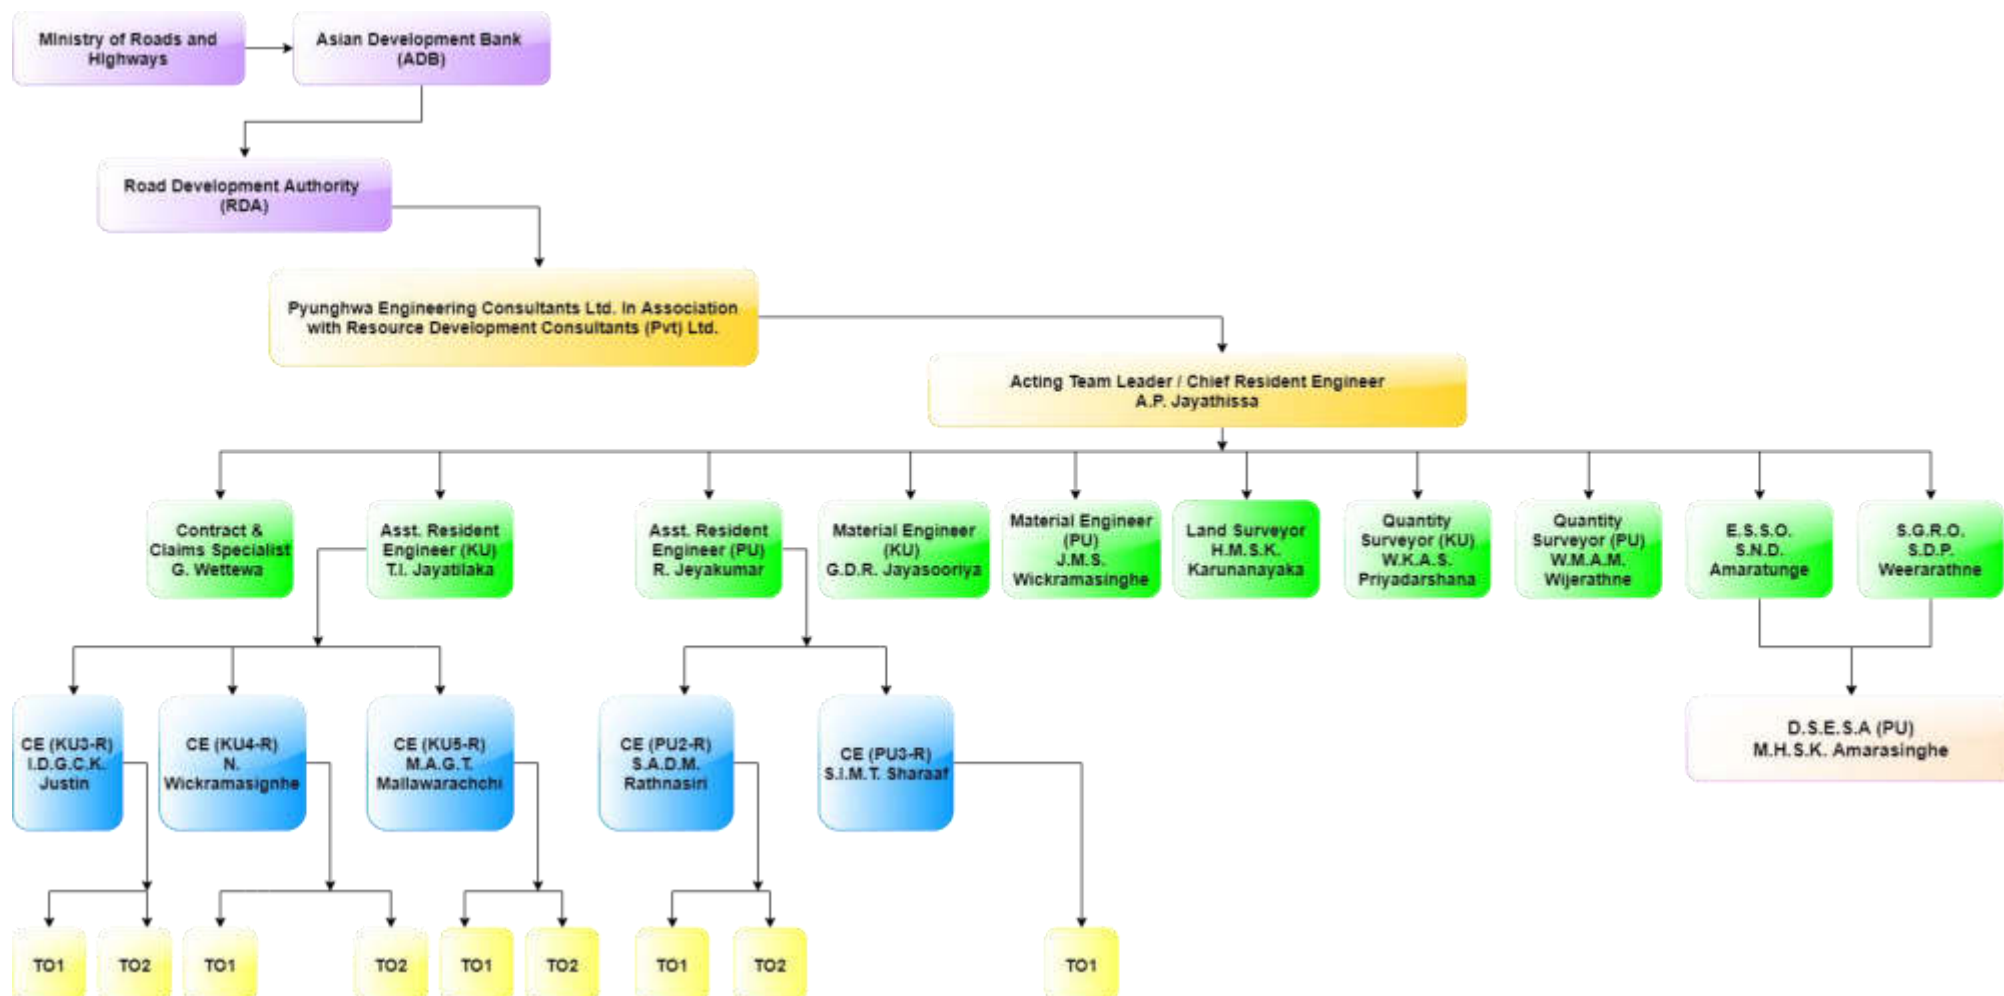 Ministry of Roads and
Highways
Asian Development Bank
(ADB)
Road Development Authority
(RDA)
Pyunghwa Engineering Consultants Ltd. In Association
with Resource Development Consultants (Pvt) Ltd.
Acting Team Leader / Chief Resident Engineer
A.P. Jayathissa
Contract &
Claims Specialist
G. Wettewa
Asst. Resident
Engineer (KU)
T.I. Jayatilaka
Asst. Resident
Engineer (PU)
R. Jeyakumar
Material Engineer
(KU)
G.D.R. Jayasooriya
Material Engineer
(PU)
J.M.S.
Wickramasinghe
Land Surveyor
H.M.S.K.
Karunanayaka
Quantity
Surveyor (KU)
W.K.A.S.
Priyadarshana
Quantity
Surveyor (PU)
W.M.A.M.
Wijerathne
E.S.S.O.
S.N.D.
Amaratunge
S.G.R.O.
S.D.P.
Weerarathne
CE (KU3-R)
I.D.G.C.K.
Justin
CE (KU4-R)
N.
Wickramasignhe
CE (KU5-R)
M.A.G.T.
Mallawarachchi
CE (PU2-R)
S.A.D.M.
Rathnasiri
CE (PU3-R)
S.I.M.T. Sharaaf
D.S.E.S.A (PU)
M.H.S.K. Amarasinghe
TO1
TO2
TO1
TO2
TO1
TO2
TO1
TO2
TO1